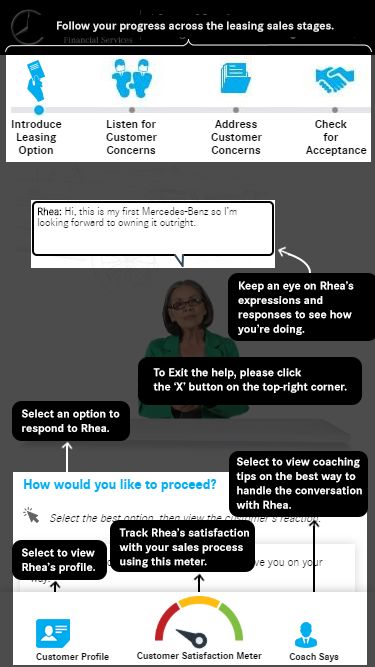 Follow your progress across the leasing sales stages.
Financial Services
Introduce Leasing Option
Listen for Customer Concerns
Address Customer Concerns
Check for Acceptance
Rhea: Hi, this is my first Mercedes-Benz so I'm
looking forward to owning it outright.
Keep an eye on Rhea's
expressions and
responses to see how
you're doing.
To Exit the help, please click
the 'X' button on the top-right corner.
Select an option to
respond to Rhea.
Select to view coaching
tips on the best way to
handle the conversation
with Rhea.
How would you like to proceed?
Select the best option, then view the customer's reaction.
Track Rhea's satisfaction
with your sales process
using this meter.
Select to view
Rhea's profile.
ve you on your
Customer Profile
Customer Satisfaction Meter
Coach Says